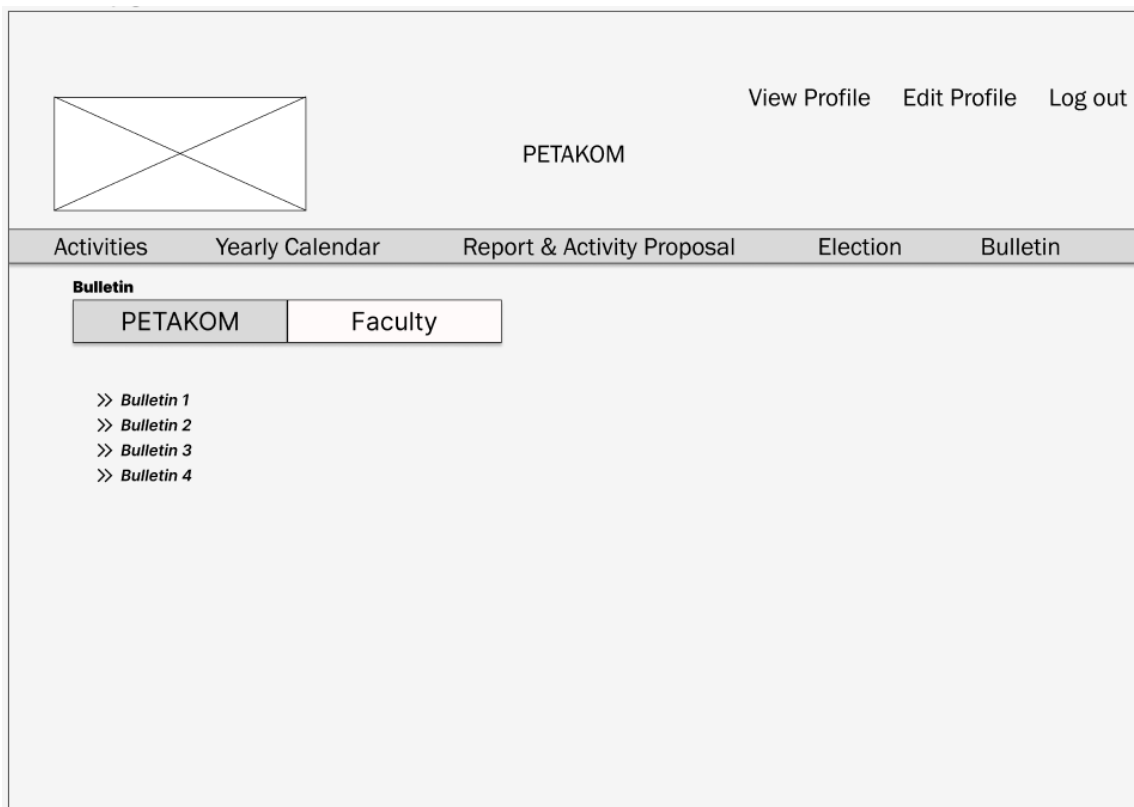 View Profile Edit Profile Log out
PETAKOM
Activities Yearly Calendar Report & Activity Proposal Election Bulletin
Bulletin
PETAKOM Faculty
>> Bulletin 1
>> Bulletin 2
>> Bulletin 3
>> Bulletin 4